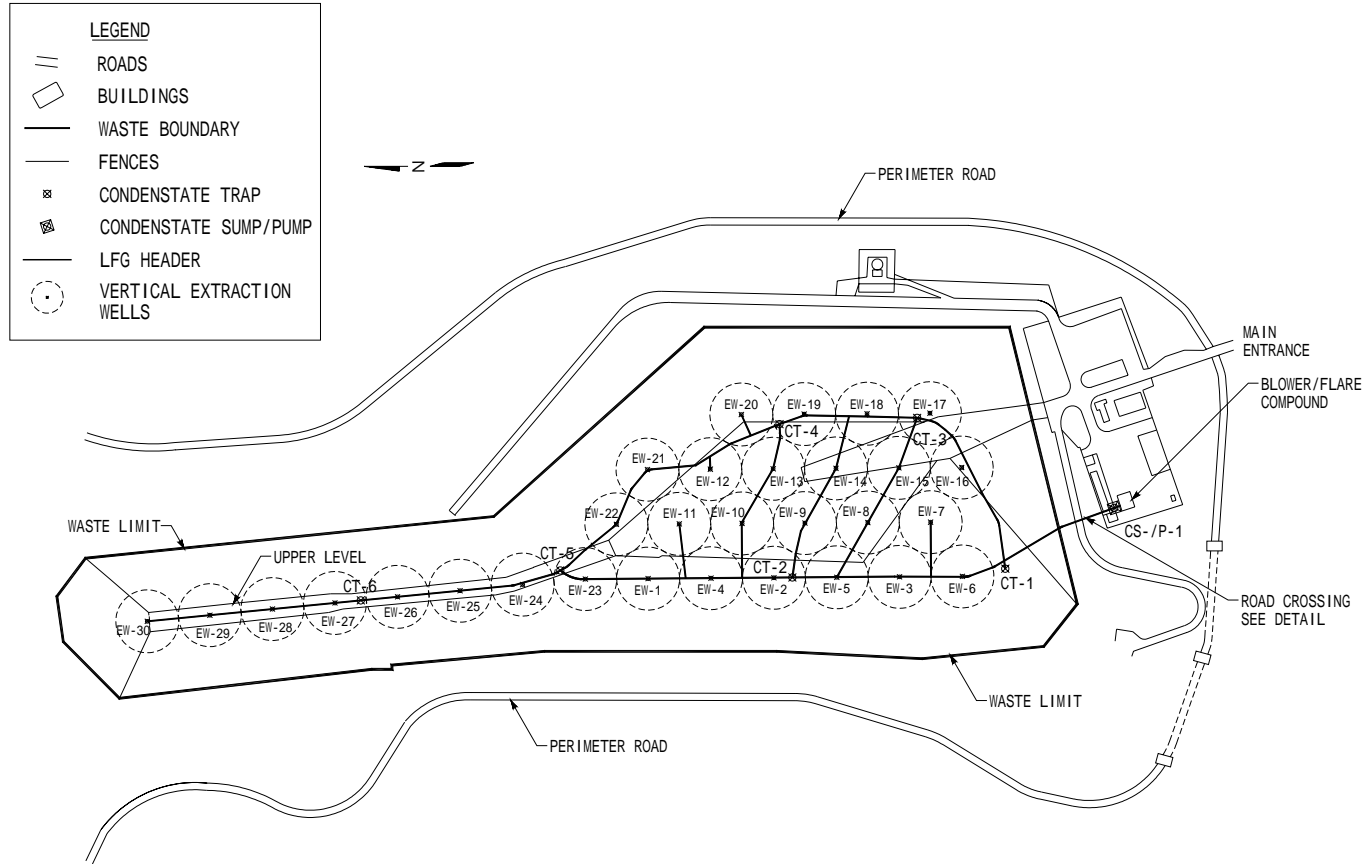 LEGEND
ROADS
BUILDINGS
WASTE BOUNDARY
FENCES
CONDENSTATE TRAP
CONDENSTATE SUMP/PUMP
LFG HEADER
VERTICAL EXTRACTION
WELLS
N
PERIMETER ROAD
MAIN
ENTRANCE
BLOWER/FLARE
COMPOUND
EW-20
EW-19
EW-18
EW-17
CT-4
CT-3
EW-21
EW-12
EW-13
EW-14
EW-15
EW-16
EW-22
EW-11
EW-10
EW-9
EW-8
EW-7
CS-/P-1
WASTE LIMIT
UPPER LEVEL
CT-5
CT-6
CT-2
CT-1
EW-30
EW-29
EW-28
EW-27
EW-26
EW-25
EW-24
EW-23
EW-1
EW-4
EW-2
EW-5
EW-3
EW-6
ROAD CROSSING
SEE DETAIL
WASTE LIMIT
PERIMETER ROAD